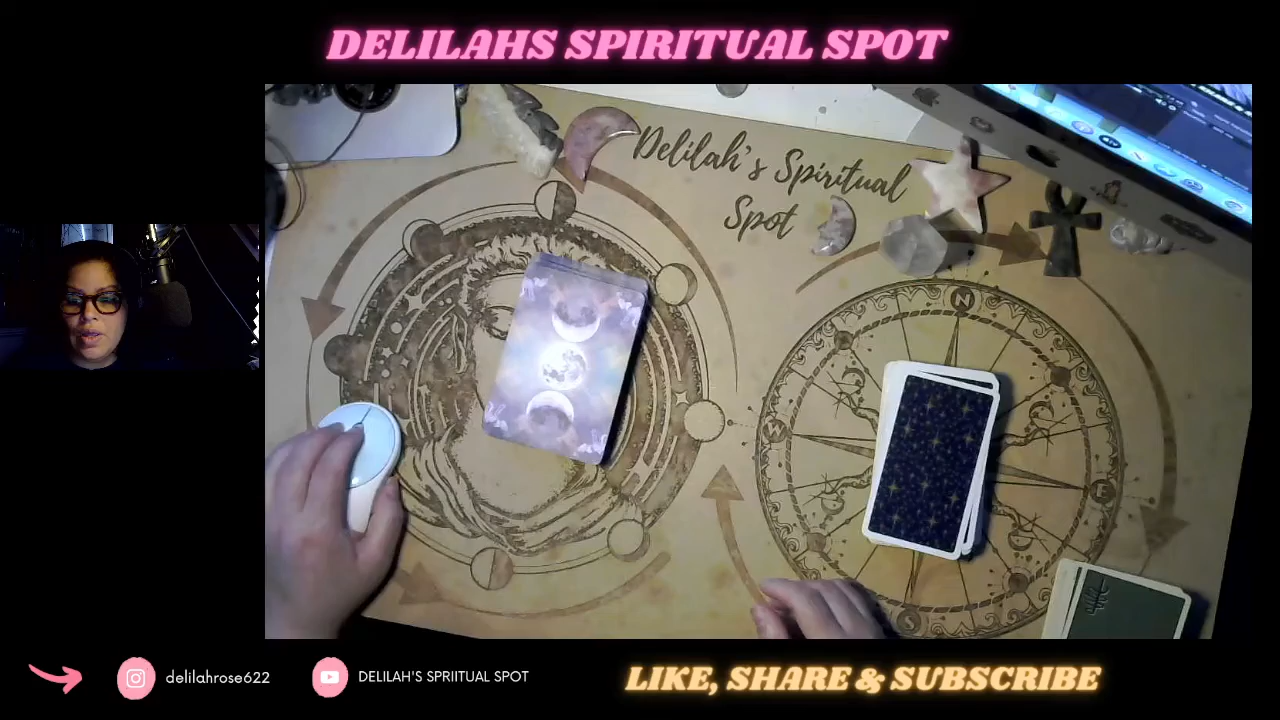 DELILAHS SPIRITUAL SPOT
Delilah's Spiritual
Spot
N
E
S
W
delilahrose622
DELILAH'S SPRIITUAL SPOT
LIKE, SHARE & SUBSCRIBE